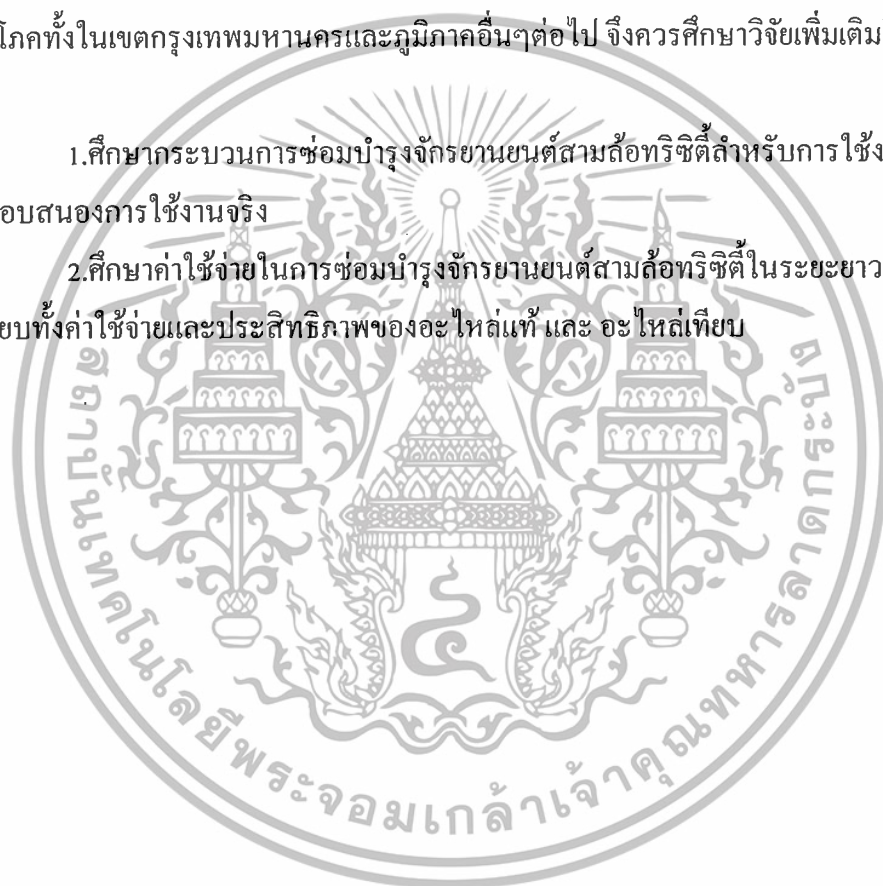 โภคทั้งในเขตกรุงเทพมหานครและภูมิภาคอื่นๆต่อไป จึงควรศึกษาวิจัยเพิ่มเติม
1.ศึกษากระบวนการซ่อมบำรุงจักรยานยนต์สามล้อทริซิตี้สำหรับการใช้ง
อบสนองการใช้งานจริง
2.ศึกษาค่าใช้จ่ายในการซ่อมบำรุงจักรยานยนต์สามล้อทริซิตี้ในระยะยาว
ยบทั้งค่าใช้จ่ายและประสิทธิภาพของอะไหล่แท้ และ อะไหล่เทียบ
๔
สถาบันเทคโนโลยีพระจอมเกล้าเจ้าคุณทหารลาดกระบัง